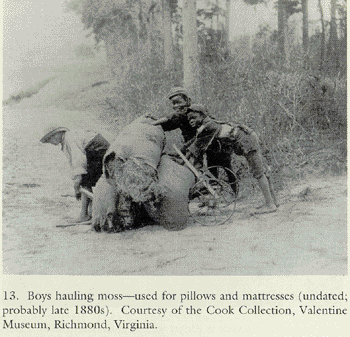 13. Boys hauling moss—used for pillows and mattresses (undated;
probably late 1880s). Courtesy of the Cook Collection, Valentine
Museum, Richmond, Virginia.